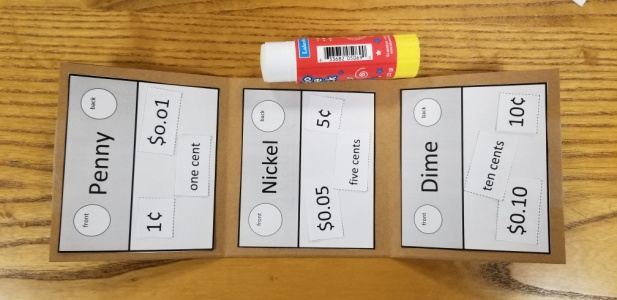 front Penny back
1¢ $0.01
one cent
front Nickel back
$0.05 5¢
five cents
front Dime back
ten cents
$0.10 10¢